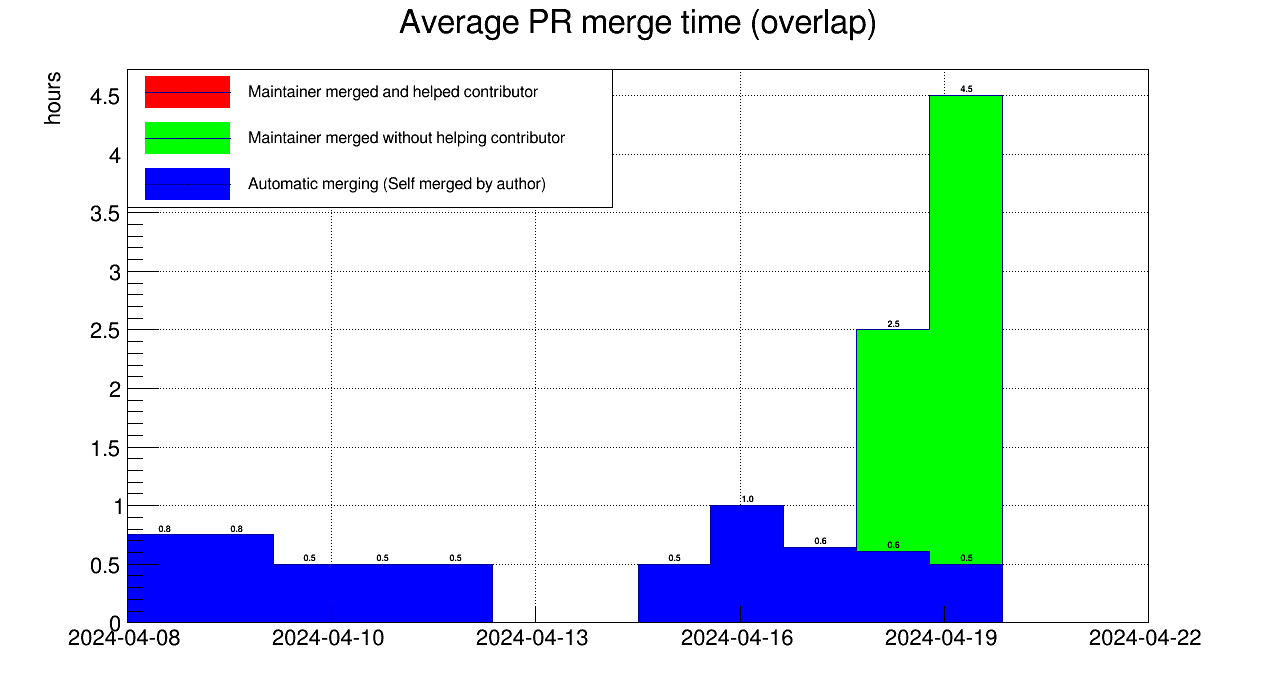 Average PR merge time (overlap)
hours
Maintainer merged and helped contributor
Maintainer merged without helping contributor
Automatic merging (Self merged by author)
4.5
4
3.5
3
2.5
2
1.5
1
0.5
0
0.8 0.8 0.5 0.5 0.5 0.5 1.0 0.6 0.6 0.5
2.5 4.5
2024-04-08 2024-04-10 2024-04-13 2024-04-16 2024-04-19 2024-04-22